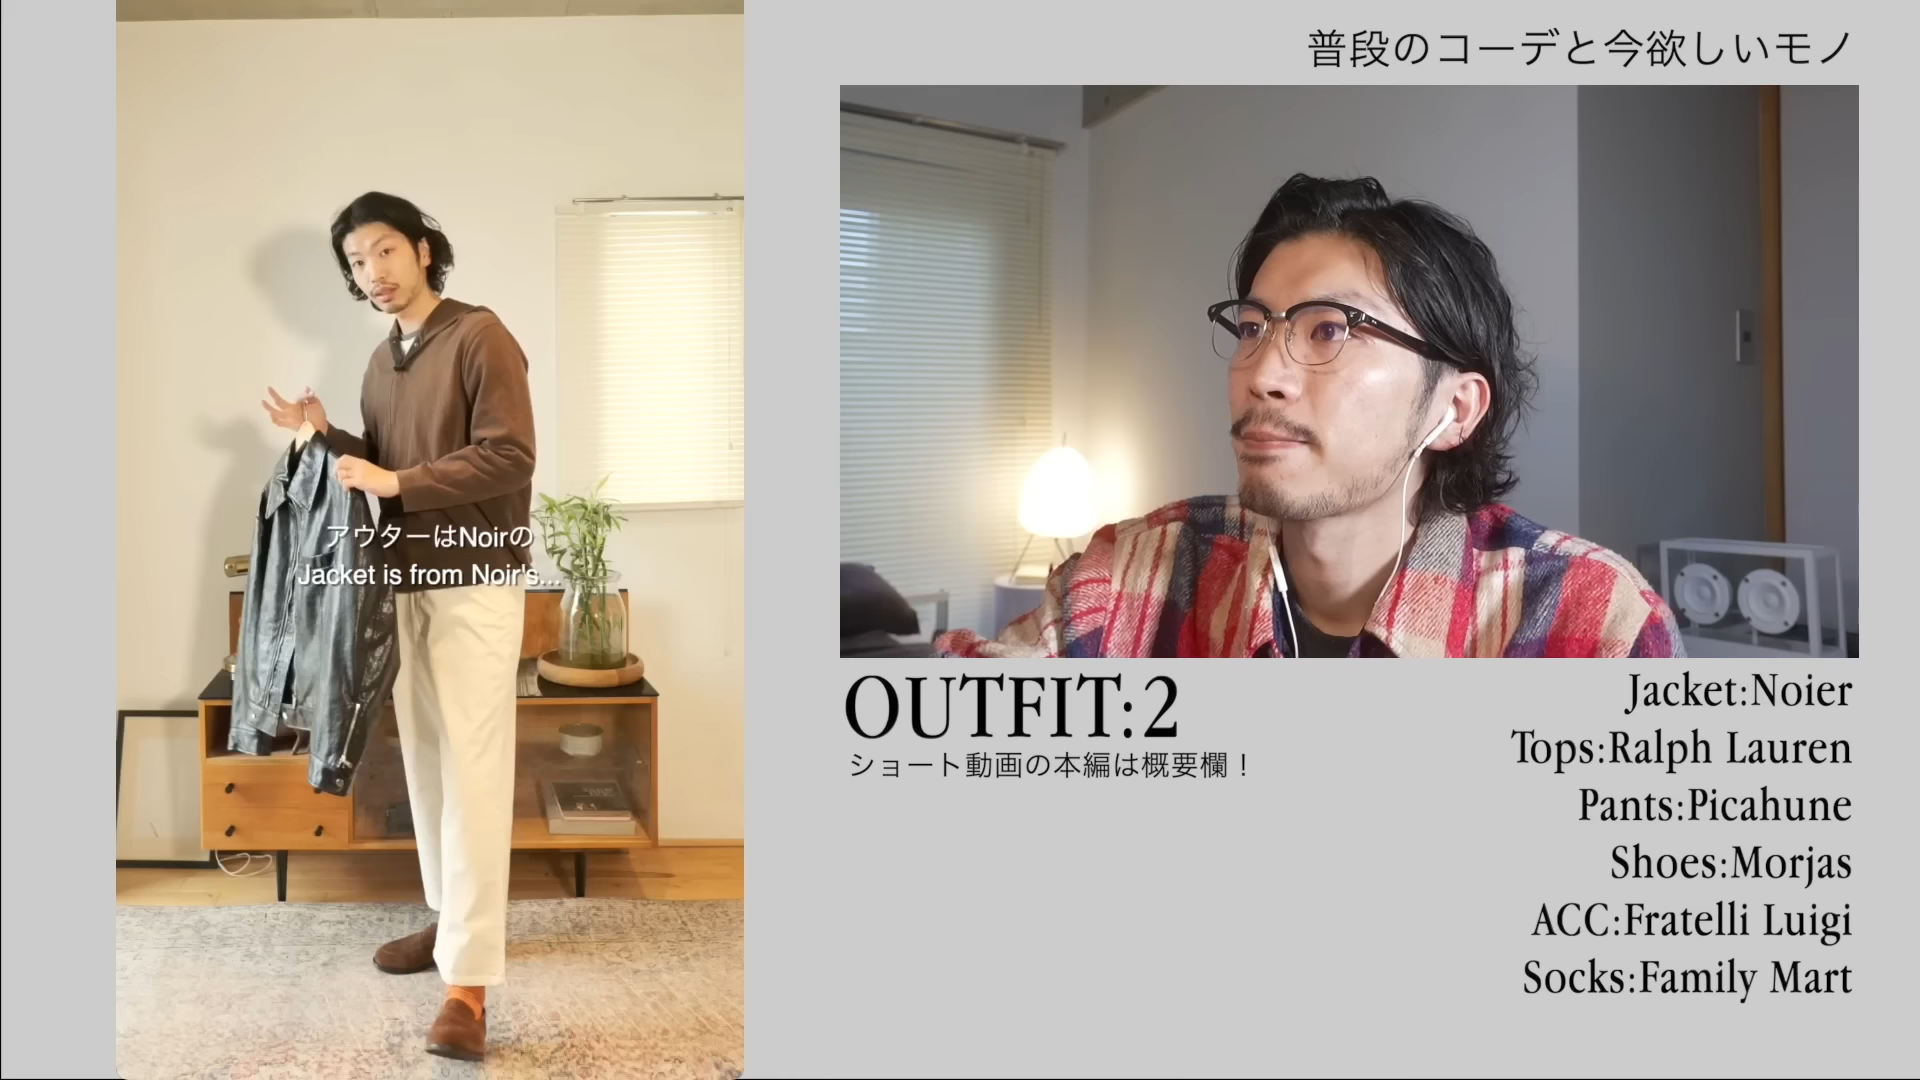 普段のコーデと今欲しいモノ
アウターはNoirの
Jacket is from Noir's...
OUTFIT:2
ショート動画の本編は概要欄！
Jacket:Noier
Tops:Ralph Lauren
Pants:Picahune
Shoes:Morjas
ACC:Fratelli Luigi
Socks:Family Mart